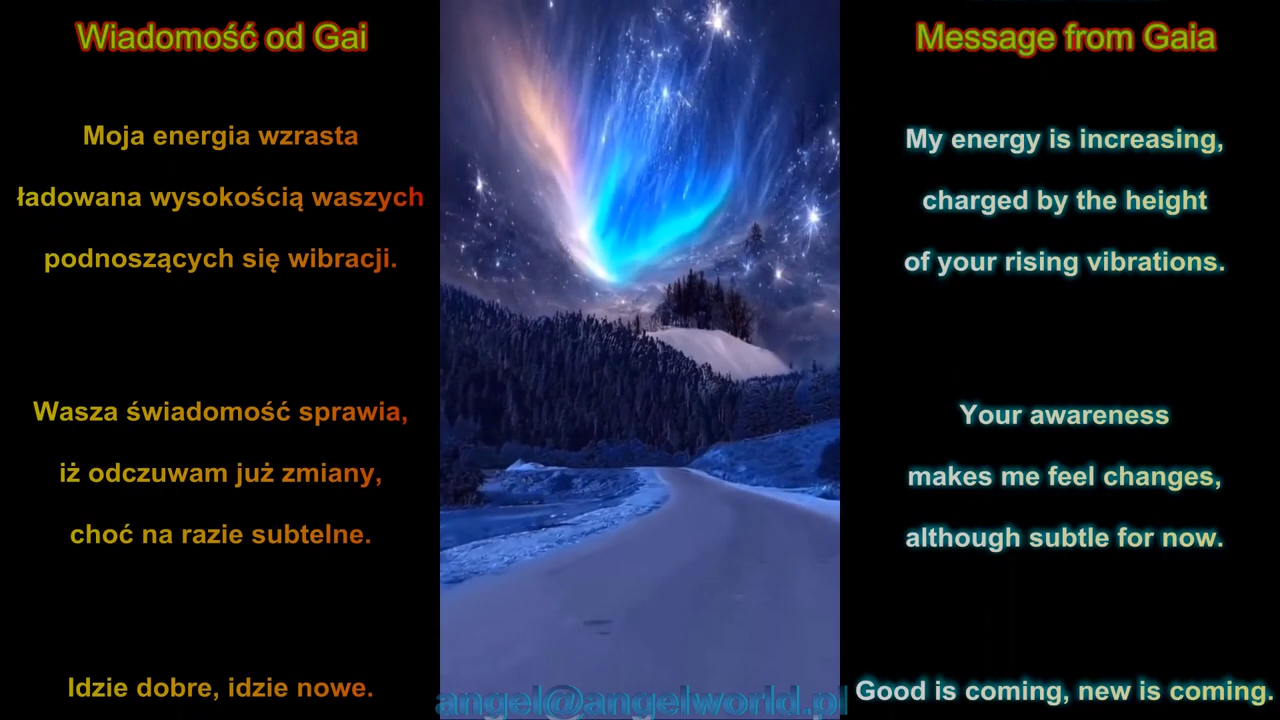 Wiadomość od Gai
Moja energia wzrasta
ładowana wysokością waszych
podnoszących się wibracji.
Wasza świadomość sprawia,
iż odczuwam już zmiany,
choć na razie subtelne.
Idzie dobre, idzie nowe.
angel@angelworld.pl
Message from Gaia
My energy is increasing,
charged by the height
of your rising vibrations.
Your awareness
makes me feel changes,
although subtle for now.
Good is coming, new is coming.